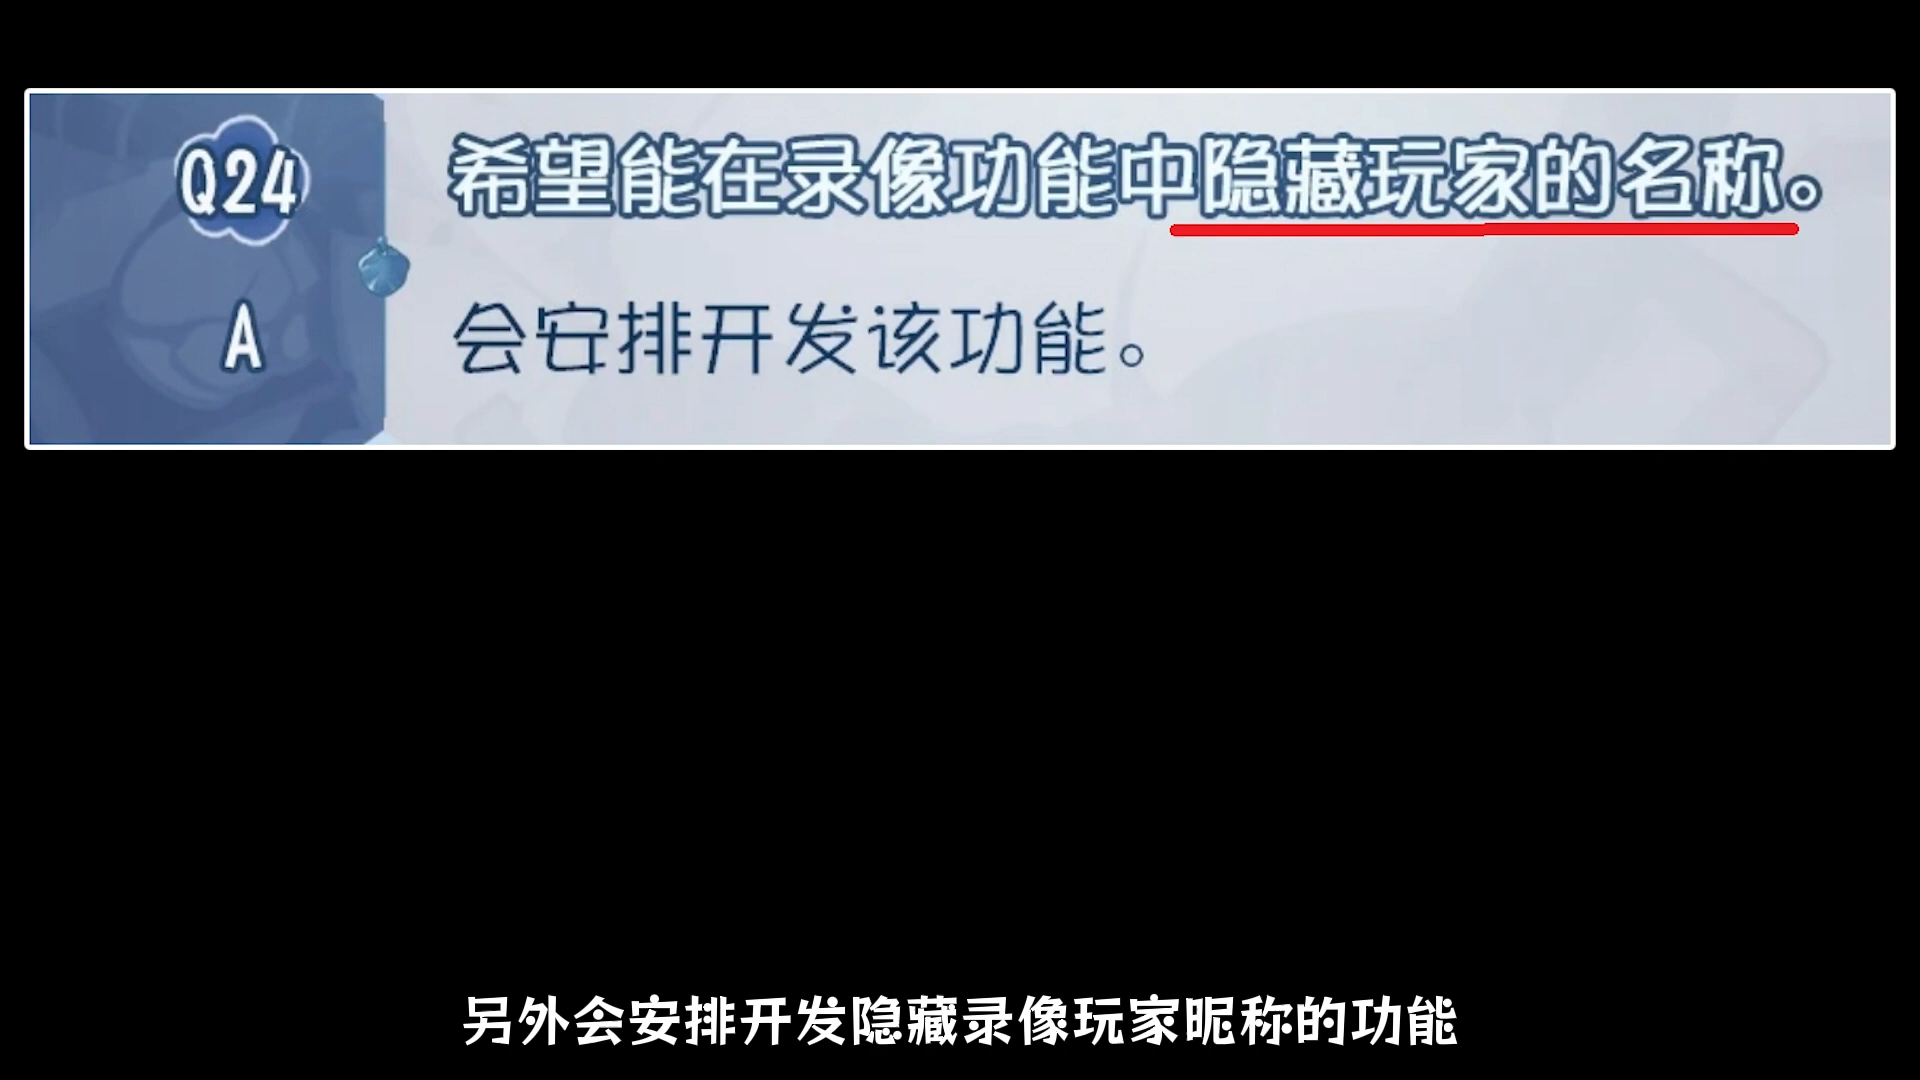 Q24 希望能在录像功能中隐藏玩家的名称。
A 会安排开发该功能。
另外会安排开发隐藏录像玩家昵称的功能